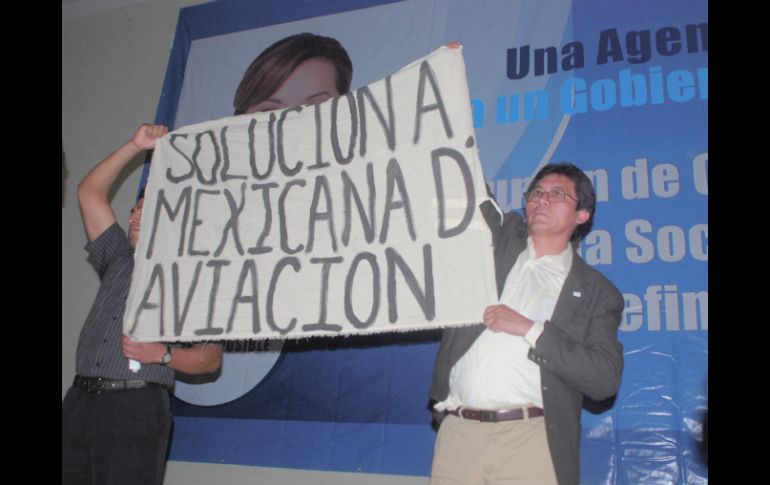 Una Agen
a un Gobier
SOLUCION A.
MEXICANA D.
AVIACION
de
Soc
efin